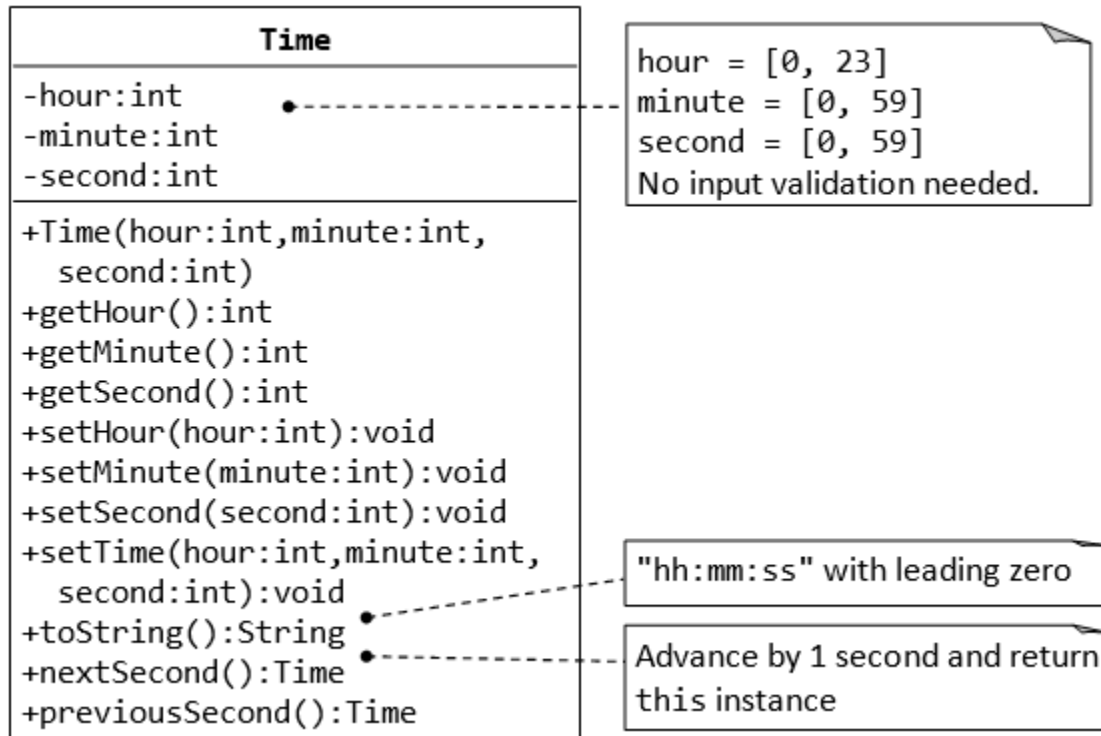 Time
-hour:int
-minute:int
-second:int
hour = [0, 23]
minute = [0, 59]
second = [0, 59]
No input validation needed.
+Time(hour:int,minute:int,
second:int)
+getHour():int
+getMinute():int
+getSecond():int
+setHour(hour:int):void
+setMinute(minute:int):void
+setSecond(second:int):void
+setTime(hour:int,minute:int,
second:int):void
+toString():String
+nextSecond():Time
+previousSecond():Time
"hh:mm:ss" with leading zero
Advance by 1 second and return
this instance